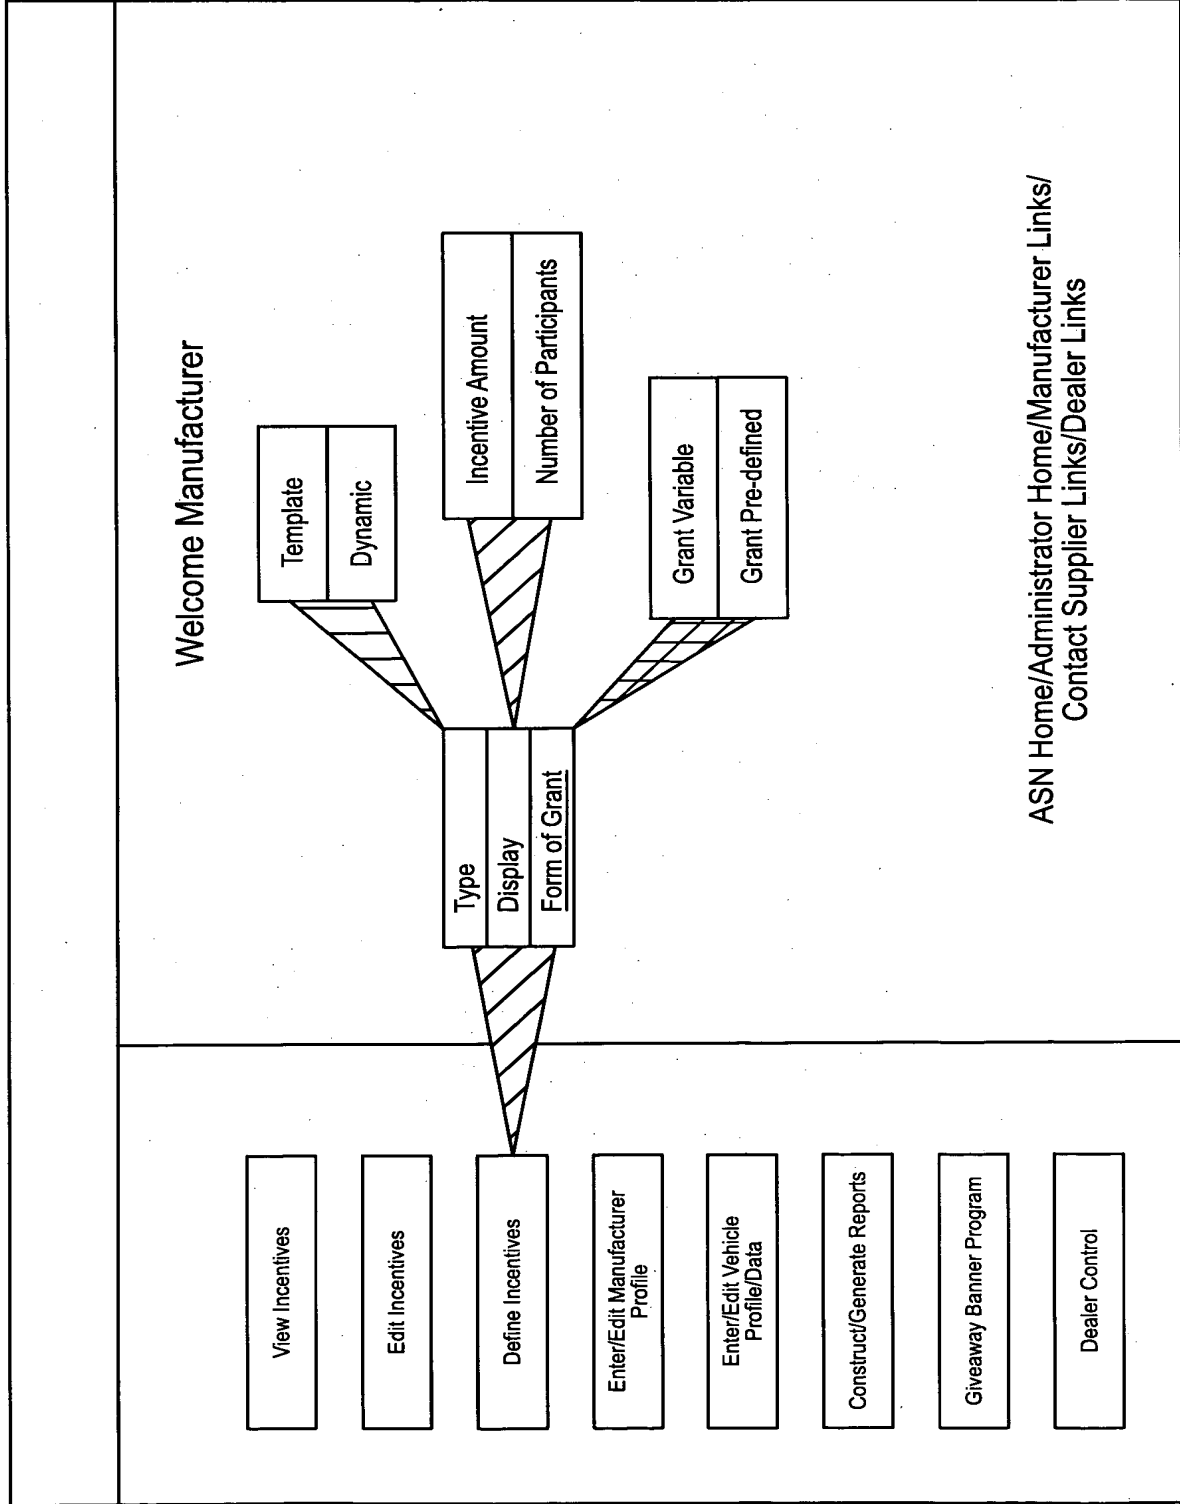 Welcome Manufacturer
View Incentives
Edit Incentives
Define Incentives
Enter/Edit Manufacturer
Profile
Enter/Edit Vehicle
Profile/Data
Construct/Generate Reports
Giveaway Banner Program
Dealer Control
Type
Display
Form of Grant
Template
Dynamic
Incentive Amount
Number of Participants
Grant Variable
Grant Pre-defined
ASN Home/Administrator Home/Manufacturer Links/
Contact Supplier Links/Dealer Links